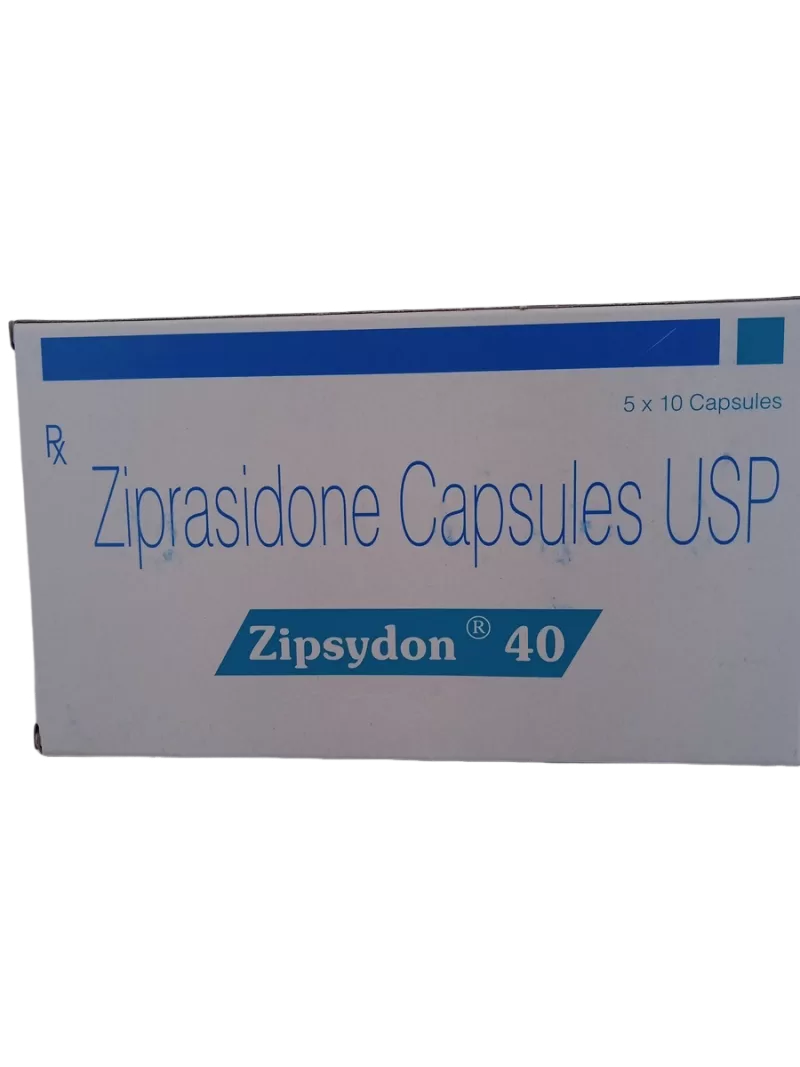 5 x 10 Capsules
Rx
Ziprasidone Capsules USP
Zipsydon ® 40